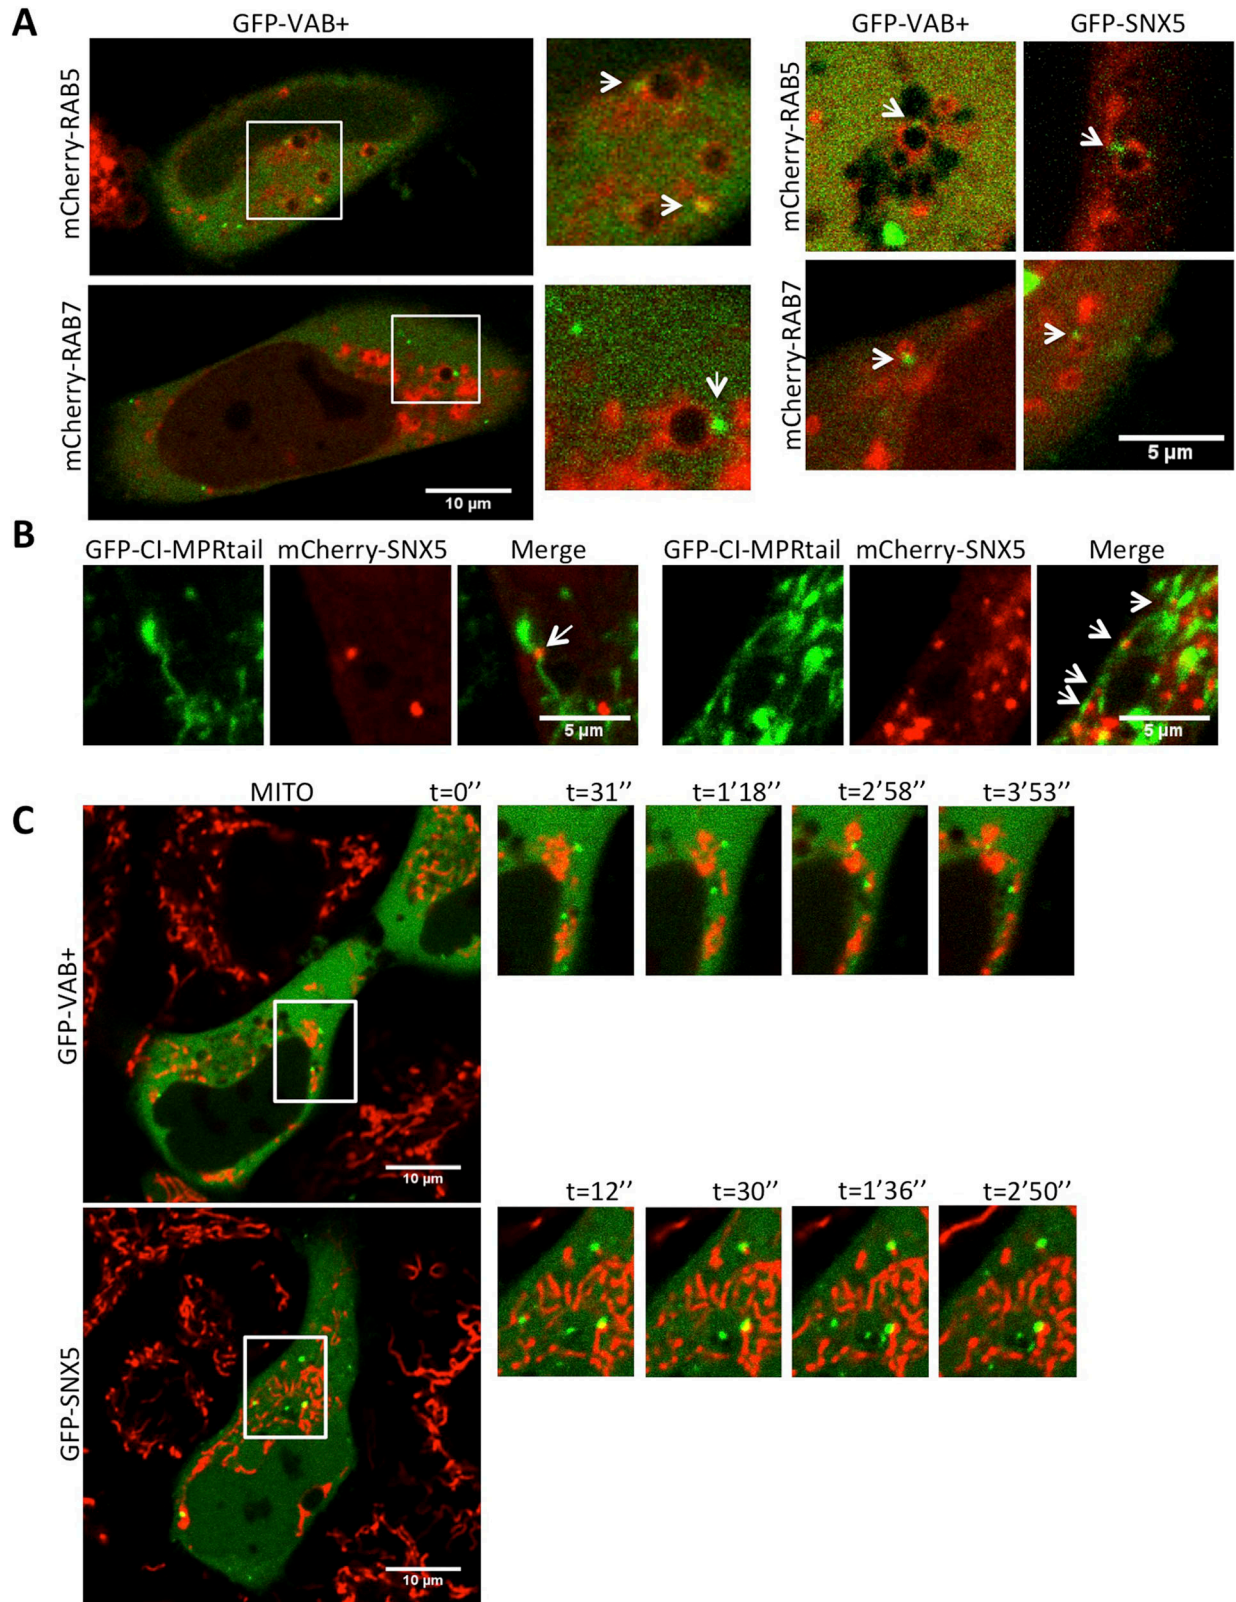 A
GFP-VAB+
GFP-VAB+ GFP-SNX5
mCherry-RAB5
mCherry-RAB5
mCherry-RAB7
mCherry-RAB7
10 µm
5 µm
B
GFP-CI-MPRtail mCherry-SNX5 Merge GFP-CI-MPRtail mCherry-SNX5 Merge
5 µm
5 µm
C
MITO t=0’’ t=31’’ t=1’18’’ t=2’58’’ t=3’53’’
GFP-VAB+
10 µm
t=12’’ t=30’’ t=1’36’’ t=2’50’’
GFP-SNX5
10 µm